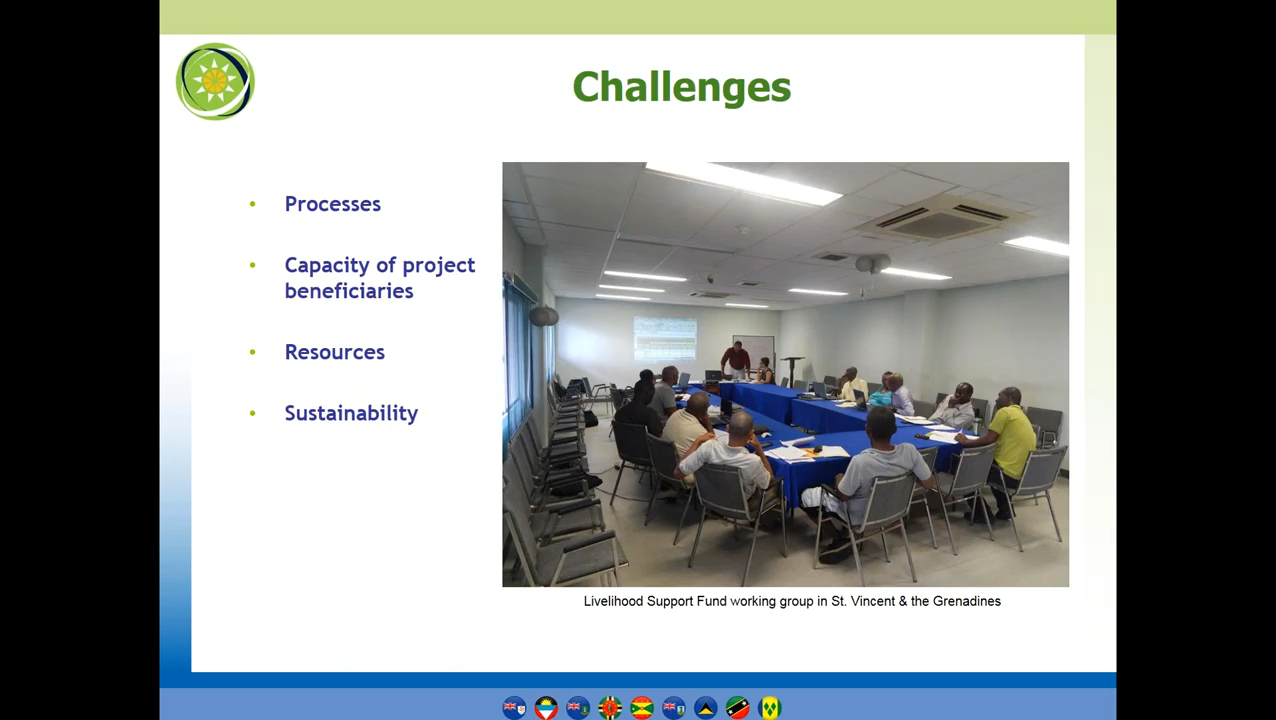 Challenges
• Processes
• Capacity of project
beneficiaries
• Resources
• Sustainability
Livelihood Support Fund working group in St. Vincent & the Grenadines